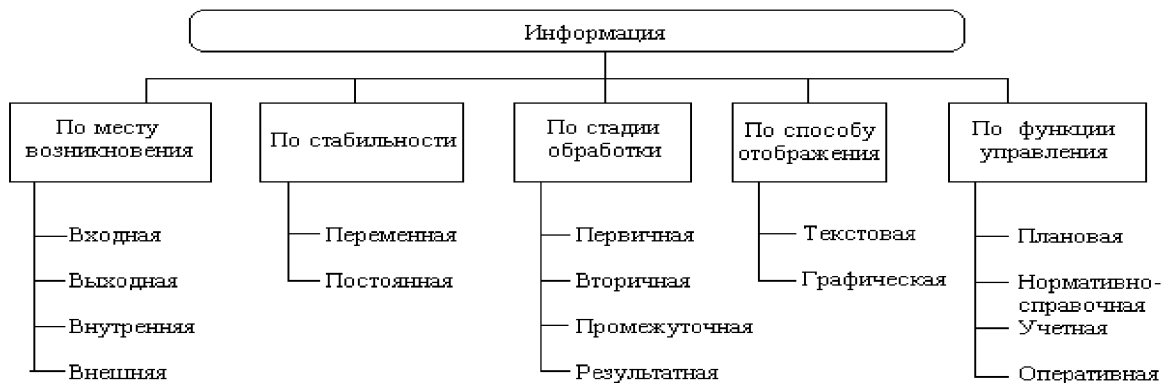 Информация
По месту
возникновения
По стабильности
По стадии
обработки
По способу
отображения
По функции
управления
Входная
Выходная
Внутренняя
Внешняя
Переменная
Постоянная
Первичная
Вторичная
Промежуточная
Результатная
Текстовая
Графическая
Плановая
Нормативно-
справочная
Учетная
Оперативная